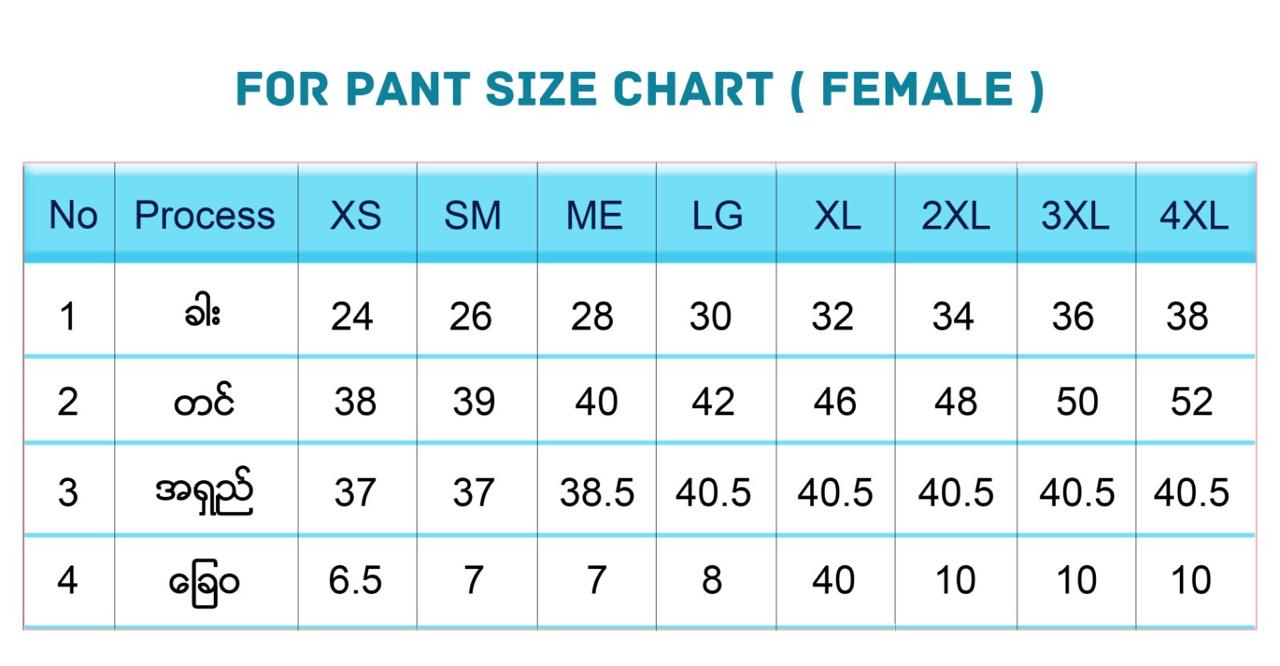 FOR PANT SIZE CHART ( FEMALE )
No Process XS SM ME LG XL 2XL 3XL 4XL
1 ခါး 24 26 28 30 32 34 36 38
2 တင် 38 39 40 42 46 48 50 52
3 အရှည် 37 37 38.5 40.5 40.5 40.5 40.5 40.5
4 ခြေဝ 6.5 7 7 8 40 10 10 10